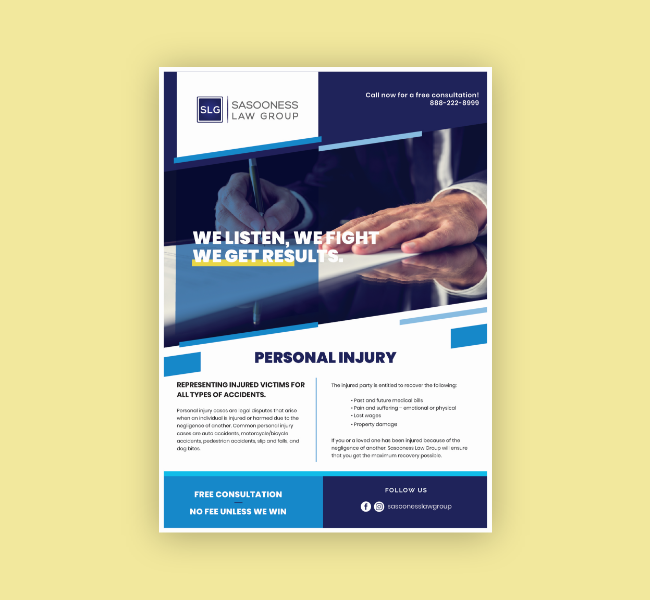 SLG
SASOONESS
LAW GROUP
Call now for a free consultation!
888-222-8999
WE LISTEN, WE FIGHT
WE GET RESULTS.
PERSONAL INJURY
REPRESENTING INJURED VICTIMS FOR
ALL TYPES OF ACCIDENTS.
Personal injury cases are legal disputes that arise
when an individual is injured or harmed due to the
negligence of another. Common personal injury
cases are auto accidents, motorcycle/bicycle
accidents, pedestrian accidents, slip and falls, and
dog bites.
The injured party is entitled to recover the following:
• Past and future medical bills
• Pain and suffering - emotional or physical
• Lost wages
• Property damage
If you or a loved one has been injured because of the
negligence of another, Sasooness Law Group will ensure
that you get the maximum recovery possible.
FREE CONSULTATION
NO FEE UNLESS WE WIN
FOLLOW US
sasoonesslawgroup